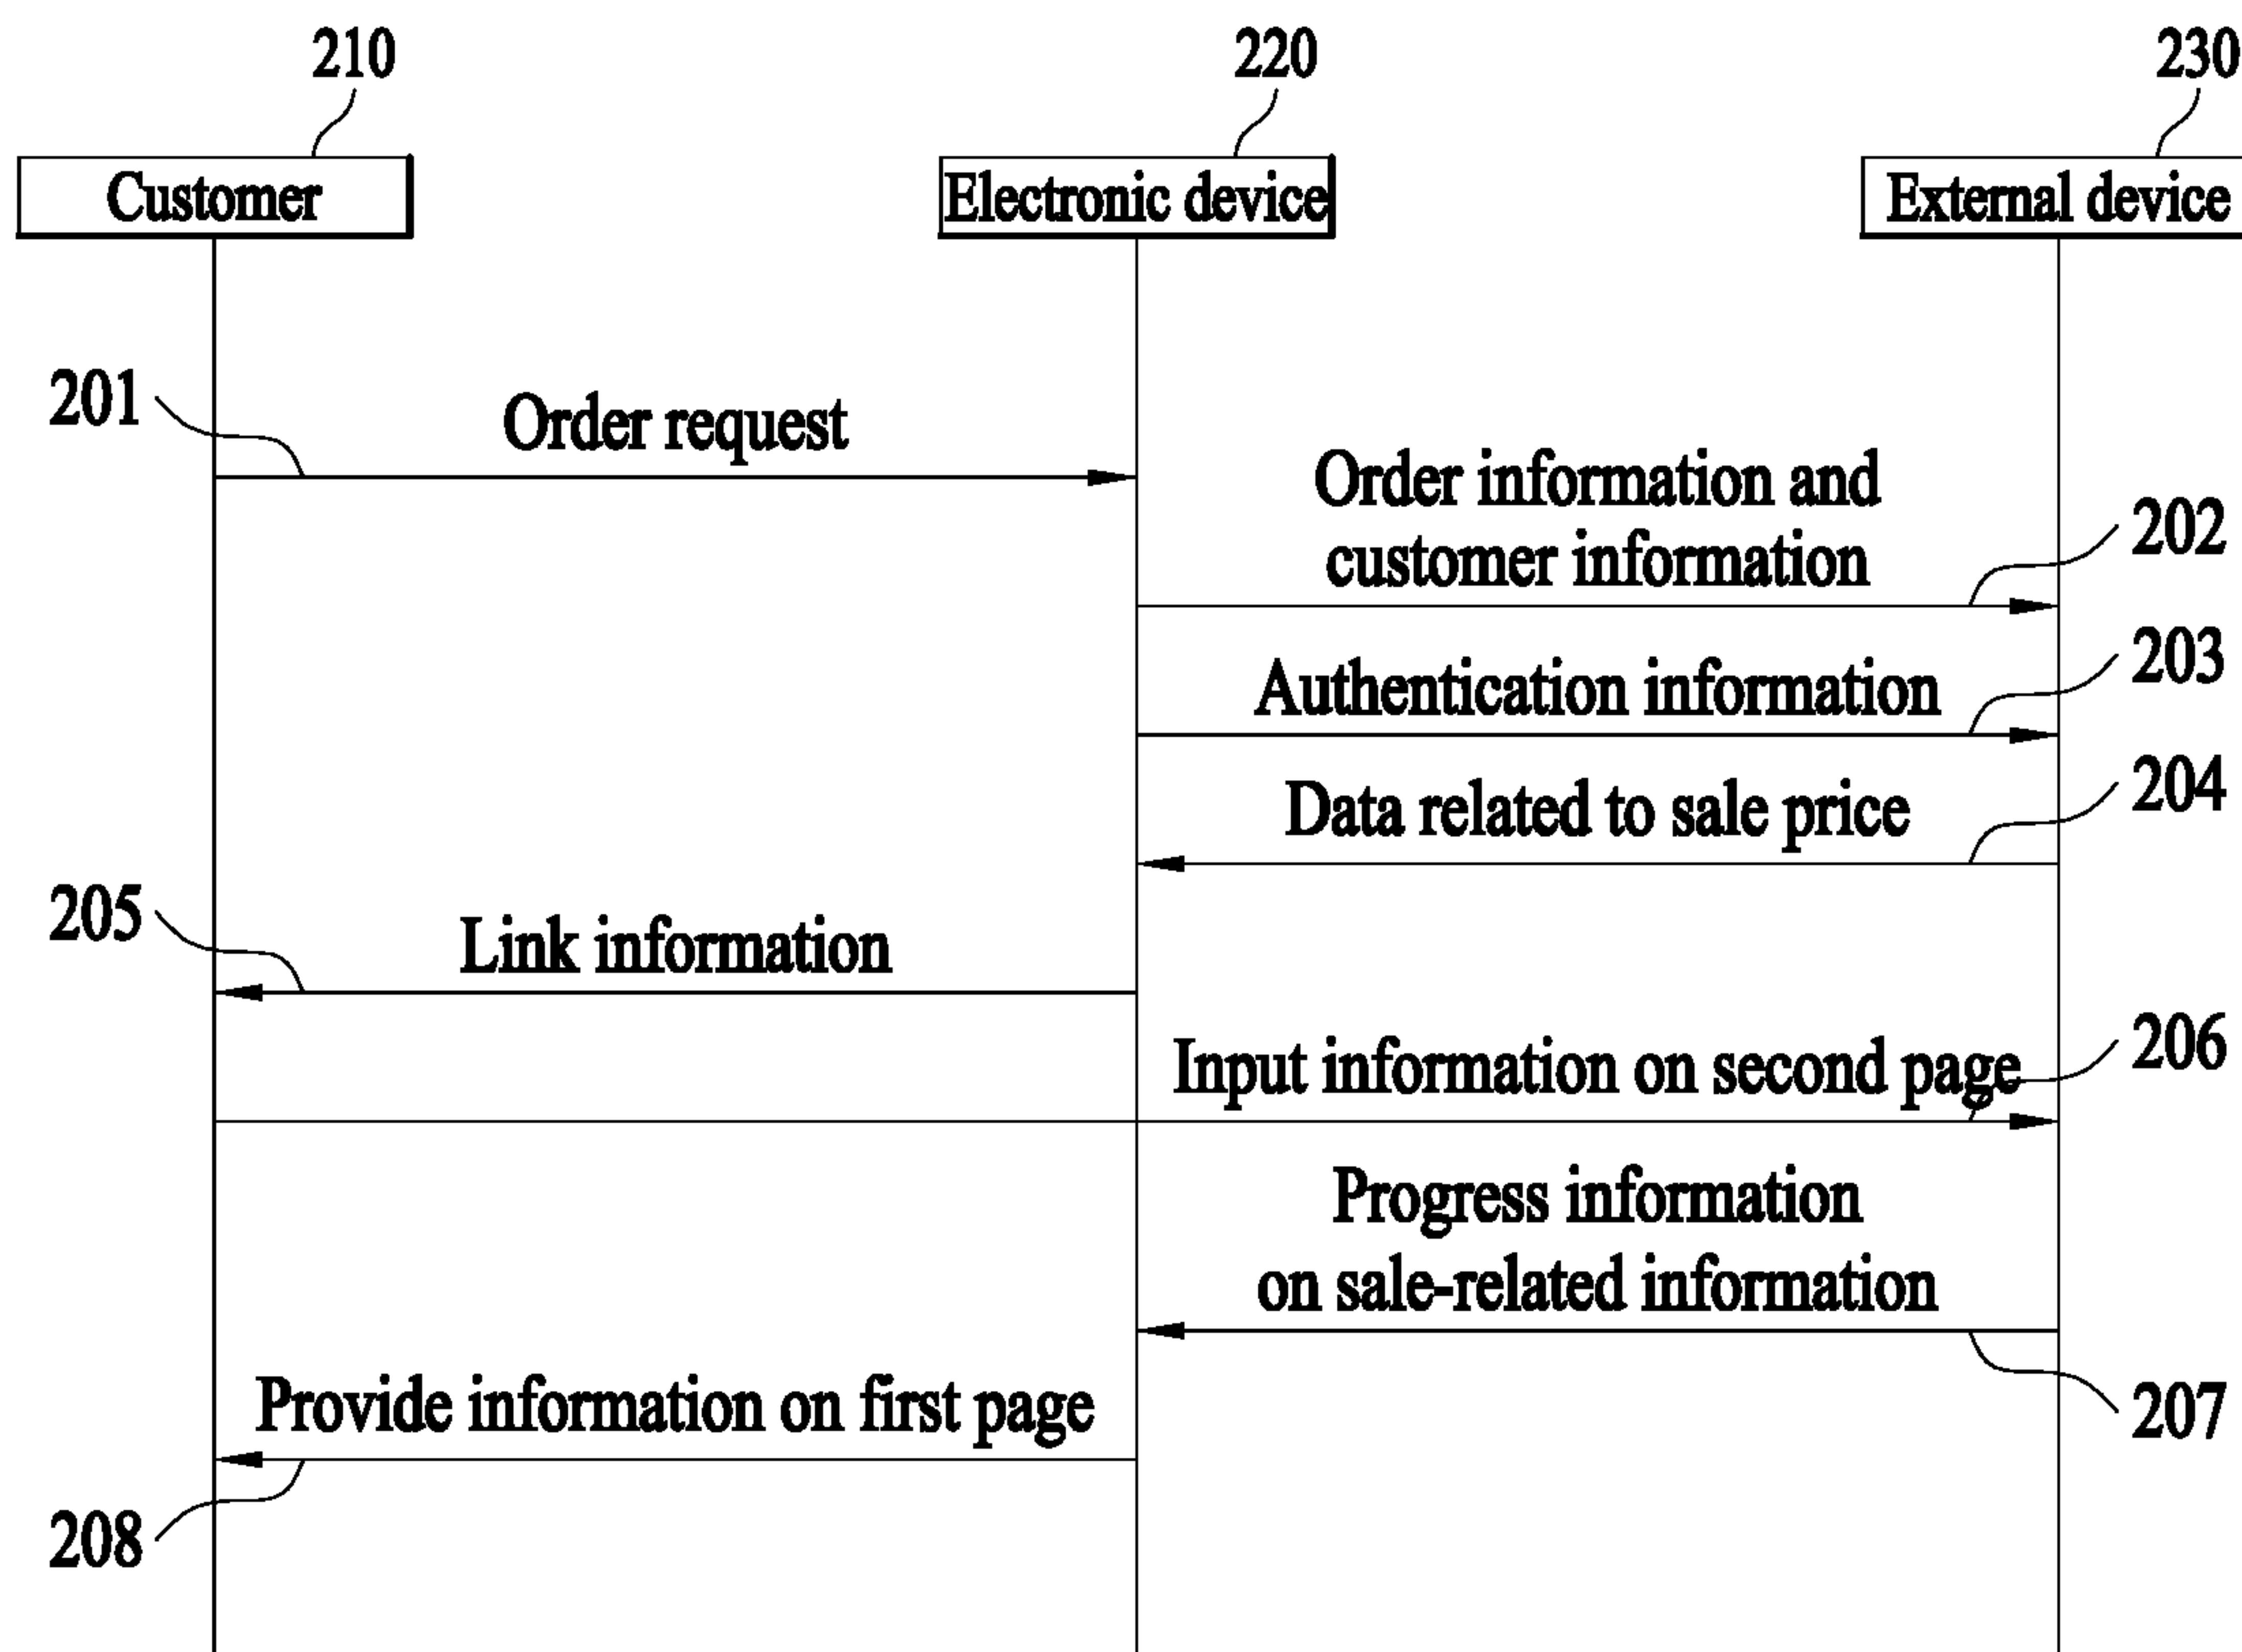 210
220
230
Customer
Electronic device
External device
201
Order request
Order information and
customer information
202
Authentication information
203
Data related to sale price
204
205
Link information
Input information on second page
206
Progress information
on sale-related information
207
Provide information on first page
208